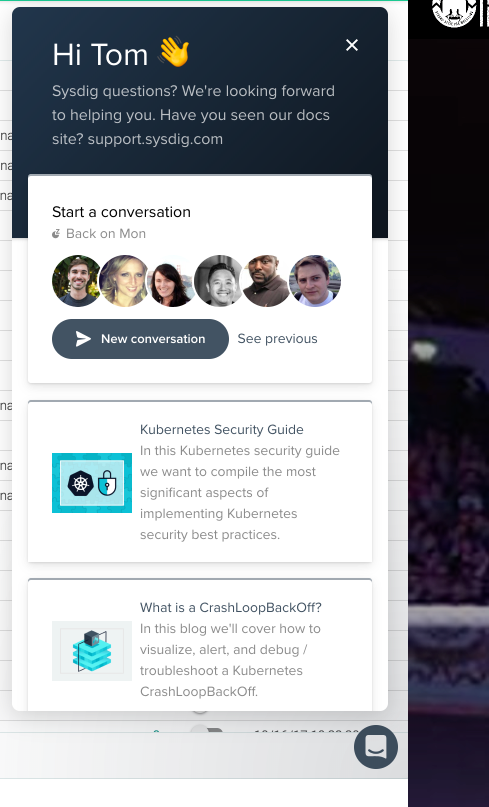 Hi Tom 👋
Sysdig questions? We're looking forward
to helping you. Have you seen our docs
site? support.sysdig.com
Start a conversation
Back on Mon
New conversation
See previous
Kubernetes Security Guide
In this Kubernetes security guide
we want to compile the most
significant aspects of
implementing Kubernetes
security best practices.
What is a CrashLoopBackOff?
In this blog we'll cover how to
visualize, alert, and debug /
troubleshoot a Kubernetes
CrashLoopBackOff.